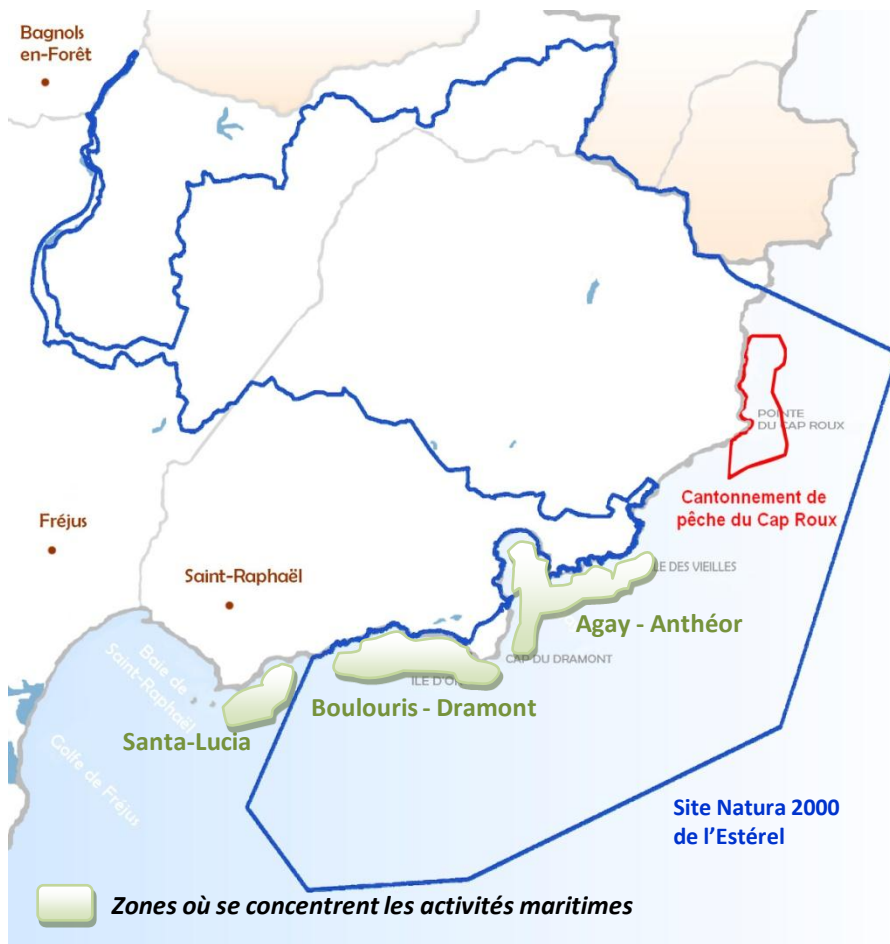 Bagnols
en-Forêt
POINTE
DU CAP ROUX
Cantonnement de
pêche du Cap Roux
Fréjus
Saint-Raphaël
LE DES VIEILLES
Agay - Anthéor
CAP DU DRAMONT
ILE D'O
Boulouris - Dramont
Baie de
Saint-Raphaël
Santa-Lucia
Golfe de Fréjus
Site Natura 2000
de l'Estérel
Zones où se concentrent les activités maritimes